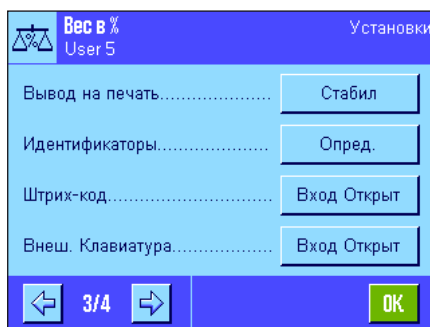 Вес в % Установки
User 5
Вывод на печать..................... Стабил
Идентификаторы..................... Опред.
Штрих-код.............................. Вход Открыт
Внеш. Клавиатура.................. Вход Открыт
3/4 OK